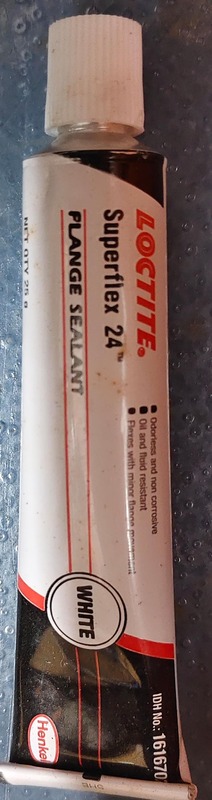 LOCTITE.
Superflex 24™
FLANGE SEALANT
● Odorless and non corrosive
● Oil and fluid resistant
● Flexes with minor flange movement
NET QTY 25 g
WHITE
IDH No.: 161670
Henkel